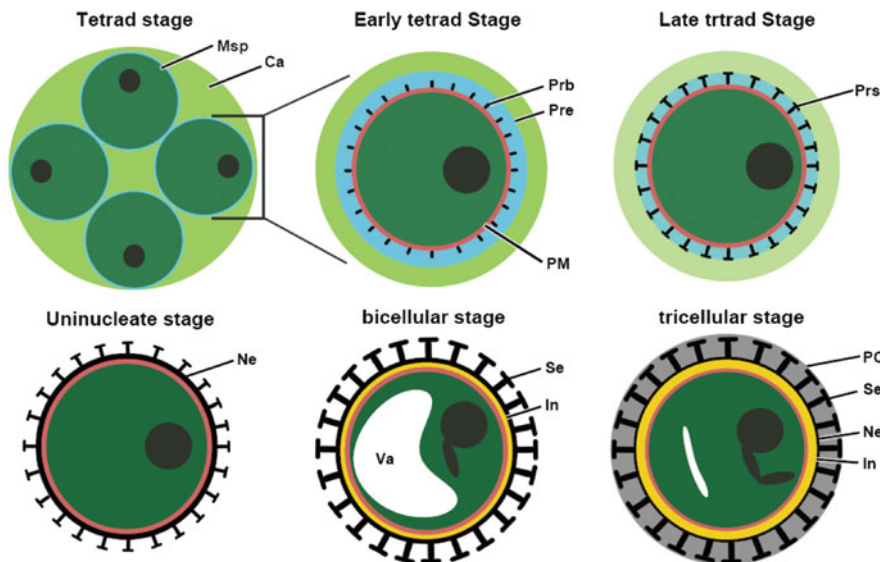 Tetrad stage
Early tetrad Stage
Late trtrad Stage
Msp
Ca
Prb
Pre
PM
Prs
Uninucleate stage
bicellular stage
tricellular stage
Ne
Se
In
Va
PC
Se
Ne
In